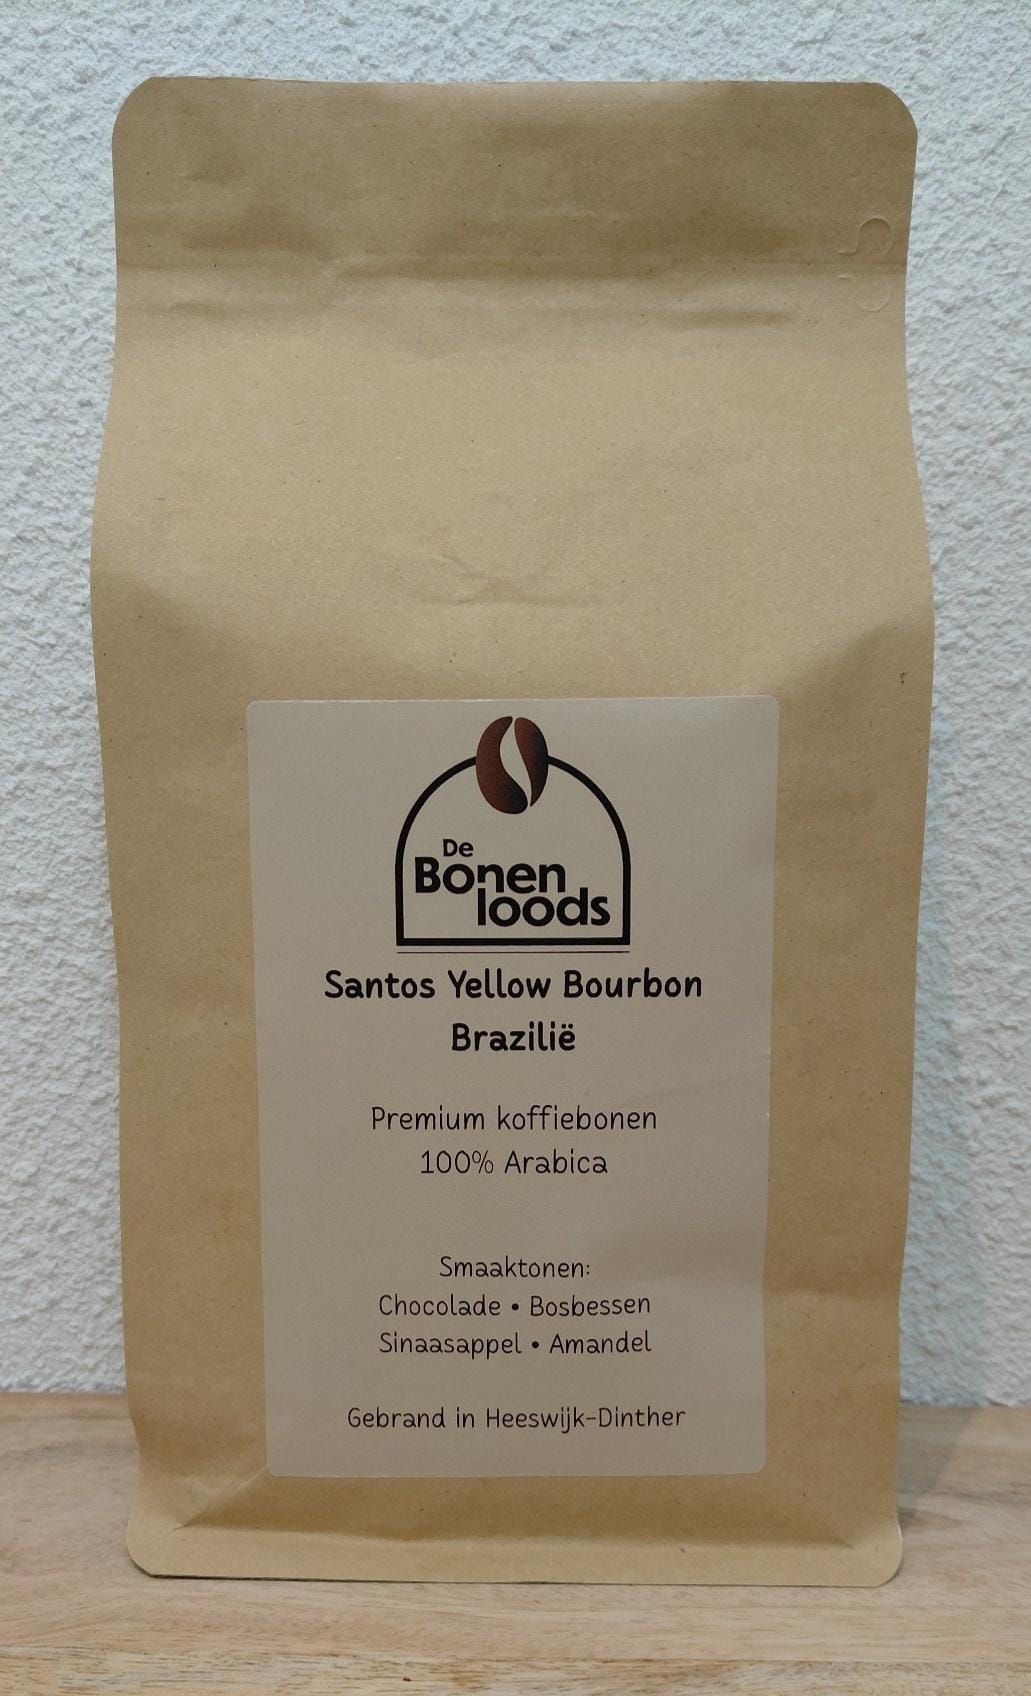 De
Bonen
loods
Santos Yellow Bourbon
Brazilië
Premium koffiebonen
100% Arabica
Smaaktonen:
Chocolade • Bosbessen
Sinaasappel • Amandel
Gebrand in Heeswijk-Dinther